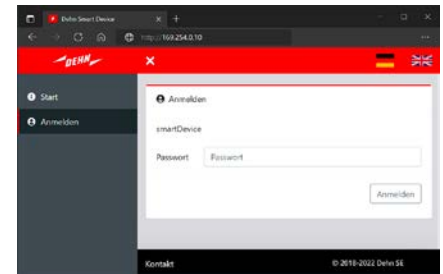 Dehn Smart Device
http://169.254.0.10
DEHN
Start
Anmelden
Anmelden
smartDevice
Passwort
Passwort
Anmelden
Kontakt
© 2018-2022 Dehn SE